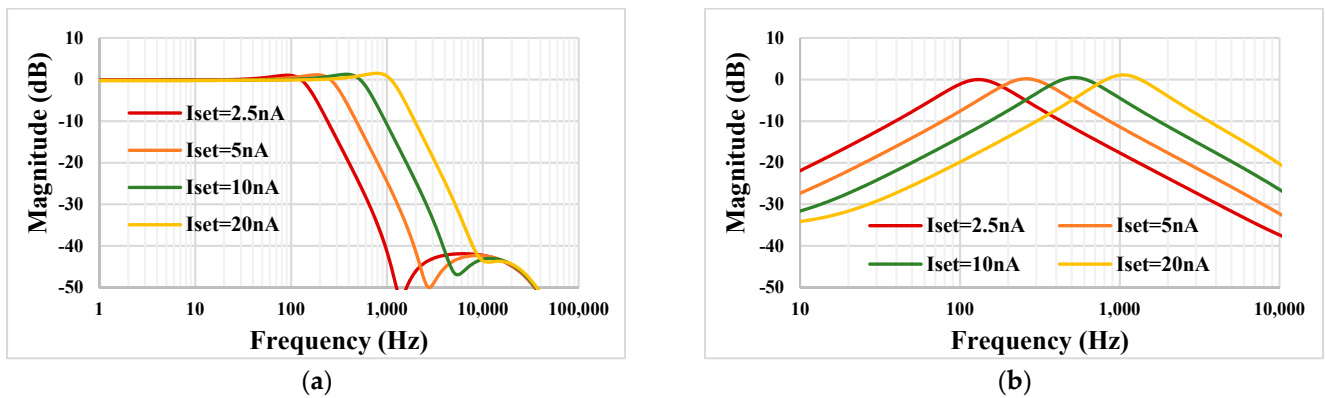 10
0
-10
-20
-30
-40
-50
Magnitude (dB)
Iset=2.5nA
Iset=5nA
Iset=10nA
Iset=20nA
1
10
100
1,000
10,000
100,000
Frequency (Hz)
(a)
10
0
-10
-20
-30
-40
-50
Magnitude (dB)
Iset=2.5nA
Iset=5nA
Iset=10nA
Iset=20nA
10
100
1,000
10,000
Frequency (Hz)
(b)